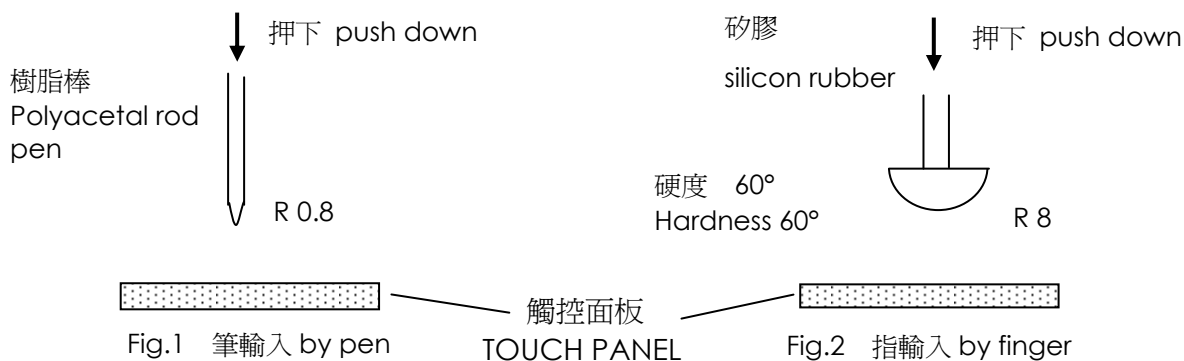 押下 push down
樹脂棒
Polyacetal rod
pen
R 0.8
矽膠
silicon rubber
押下 push down
硬度 60°
Hardness 60°
R 8
觸控面板
TOUCH PANEL
Fig.1 筆輸入 by pen
Fig.2 指輸入 by finger